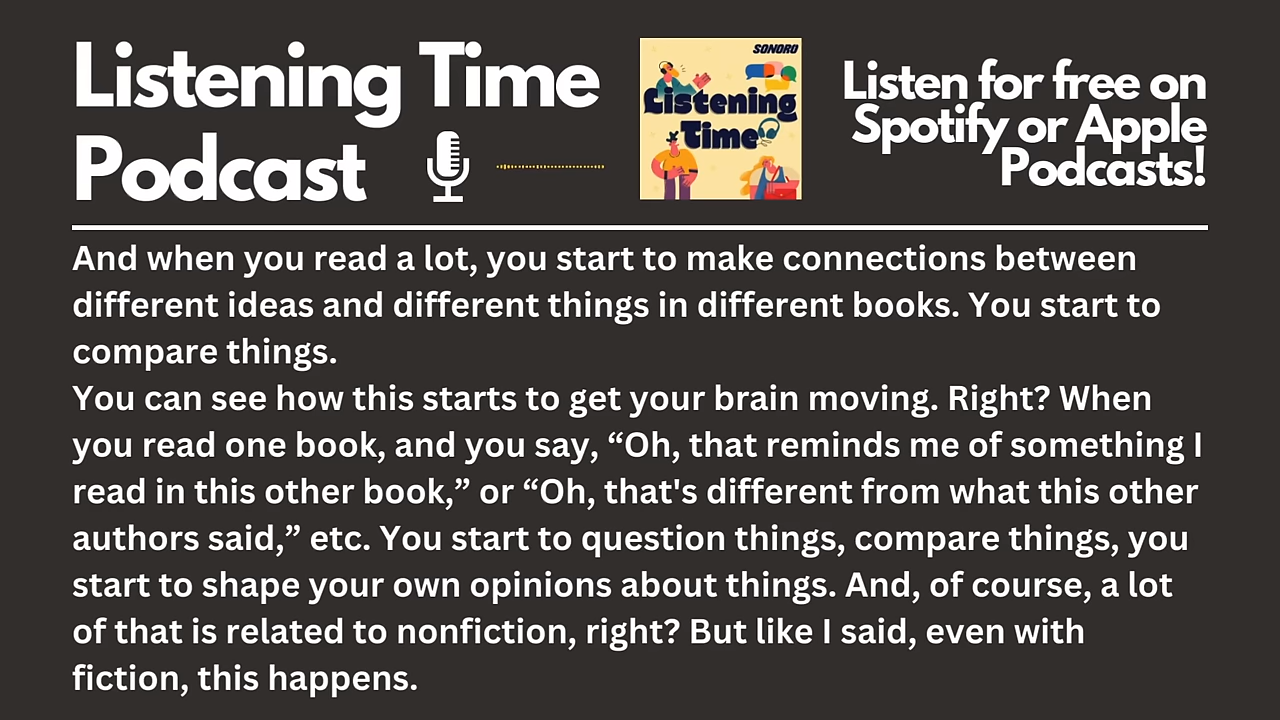 Listening Time
Podcast
SONORO
Listening
Time
Listen for free on
Spotify or Apple
Podcasts!
And when you read a lot, you start to make connections between
different ideas and different things in different books. You start to
compare things.
You can see how this starts to get your brain moving. Right? When
you read one book, and you say, “Oh, that reminds me of something I
read in this other book,” or “Oh, that's different from what this other
authors said,” etc. You start to question things, compare things, you
start to shape your own opinions about things. And, of course, a lot
of that is related to nonfiction, right? But like I said, even with
fiction, this happens.